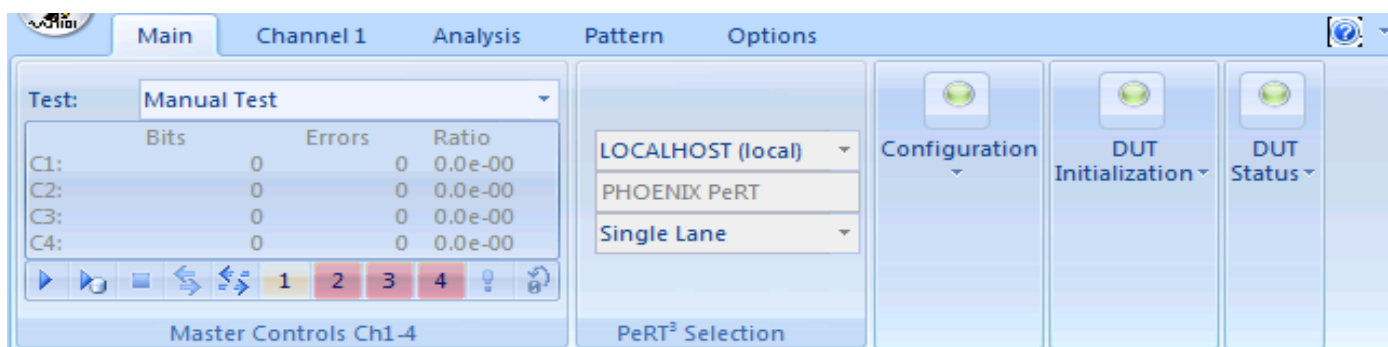 Main Channel 1 Analysis Pattern Options
Test: Manual Test
Bits Errors Ratio
C1: 0 0 0.0e-00
C2: 0 0 0.0e-00
C3: 0 0 0.0e-00
C4: 0 0 0.0e-00
1 2 3 4
Master Controls Ch1-4
LOCALHOST (local)
PHOENIX PeRT
Single Lane
PeRT³ Selection
Configuration
DUT
Initialization
DUT
Status